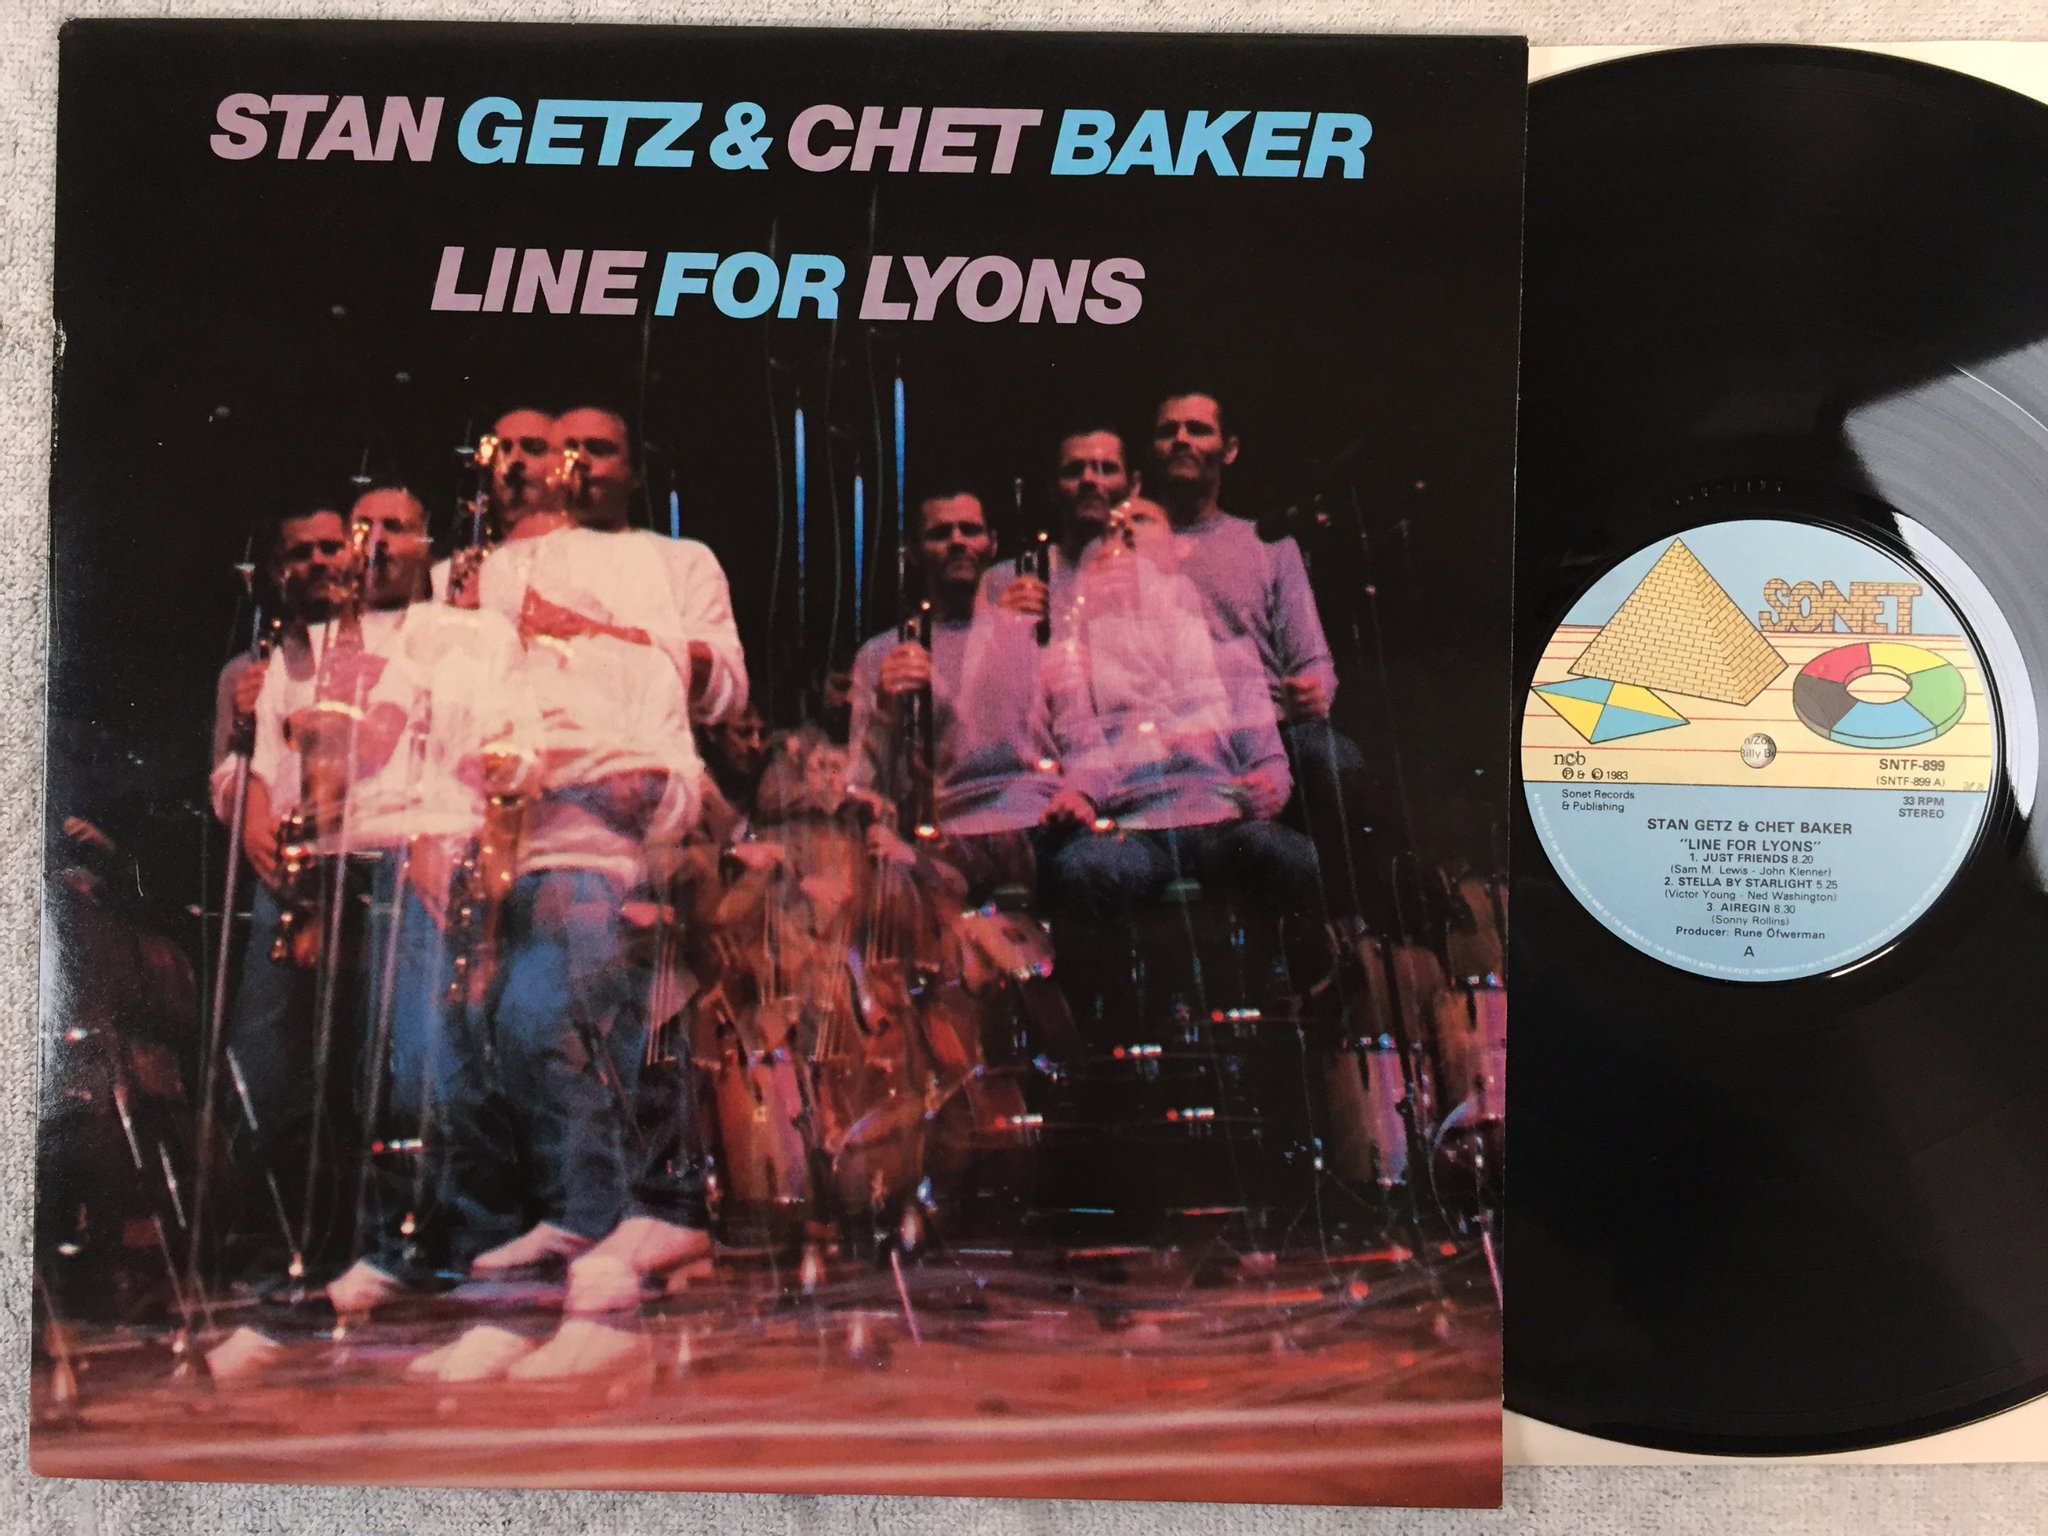 STAN GETZ & CHET BAKER
LINE FOR LYONS
SONET
ncb
℗ & © 1983
SNTF-899
(SNTF-899 A)
Sonet Records
& Publishing
33 RPM
STEREO
STAN GETZ & CHET BAKER
"LINE FOR LYONS"
1. JUST FRIENDS 8.20
(Sam M. Lewis - John Klenner)
2. STELLA BY STARLIGHT 5.25
(Victor Young - Ned Washington)
3. AIREGIN 8.30
(Sonny Rollins)
Producer: Rune Öfwerman
A